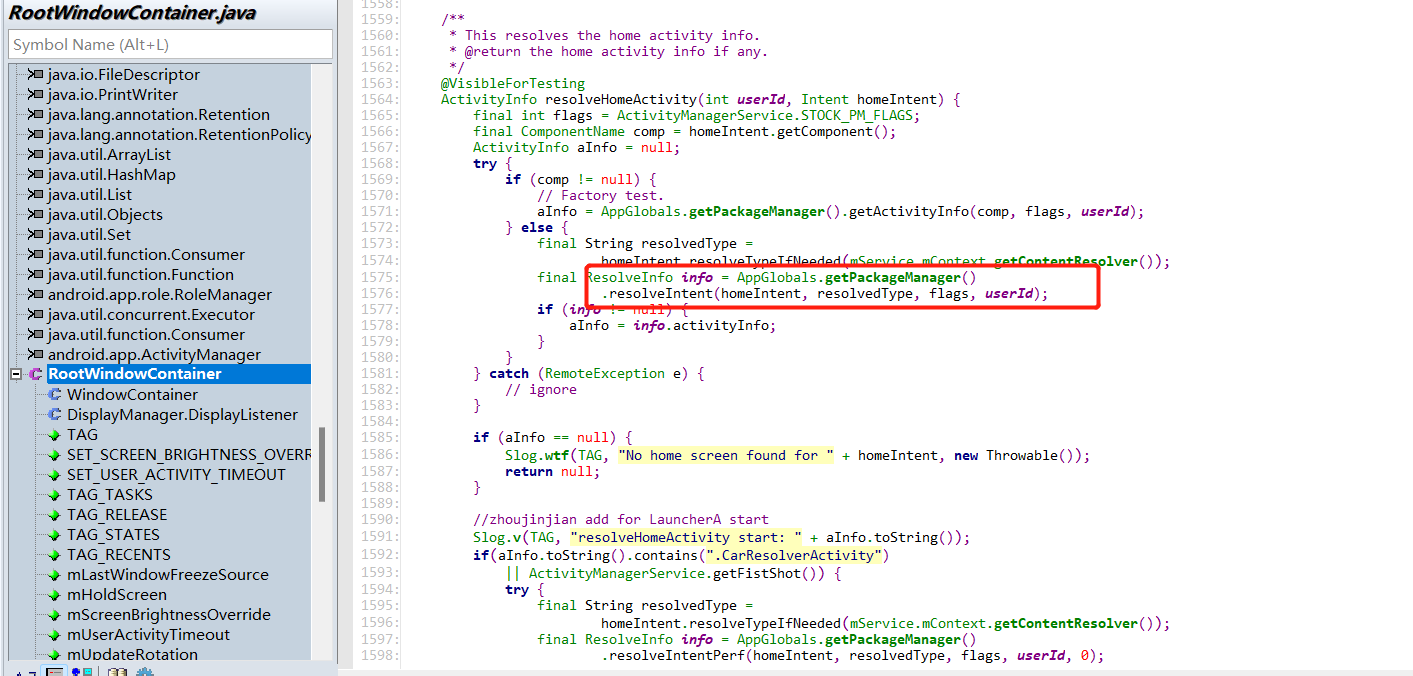 RootWindowContainer.java
Symbol Name (Alt+L)
java.io.FileDescriptor
java.io.PrintWriter
java.lang.annotation.Retention
java.lang.annotation.RetentionPolicy
java.util.ArrayList
java.util.HashMap
java.util.List
java.util.Objects
java.util.Set
java.util.function.Consumer
java.util.function.Function
android.app.role.RoleManager
java.util.concurrent.Executor
java.util.function.Consumer
android.app.ActivityManager
RootWindowContainer
WindowContainer
DisplayManager.DisplayListener
TAG
SET_SCREEN_BRIGHTNESS_OVERR
SET_USER_ACTIVITY_TIMEOUT
TAG_TASKS
TAG_RELEASE
TAG_STATES
TAG_RECENTS
mLastWindowFreezeSource
mHoldScreen
mScreenBrightnessOverride
mUserActivityTimeout
mUpdateRotation
1558:
1559: /**
1560: * This resolves the home activity info.
1561: * @return the home activity info if any.
1562: */
1563: @VisibleForTesting
1564: ActivityInfo resolveHomeActivity(int userId, Intent homeIntent) {
1565: final int flags = ActivityManagerService.STOCK_PM_FLAGS;
1566: final ComponentName comp = homeIntent.getComponent();
1567: ActivityInfo aInfo = null;
1568: try {
1569: if (comp != null) {
1570: // Factory test.
1571: aInfo = AppGlobals.getPackageManager().getActivityInfo(comp, flags, userId);
1572: } else {
1573: final String resolvedType =
1574: homeIntent.resolveTypeIfNeeded(mService.mContext.getContentResolver());
1575: final ResolveInfo info = AppGlobals.getPackageManager()
1576: .resolveIntent(homeIntent, resolvedType, flags, userId);
1577: if (info != null) {
1578: aInfo = info.activityInfo;
1579: }
1580: }
1581: } catch (RemoteException e) {
1582: // ignore
1583: }
1584:
1585: if (aInfo == null) {
1586: Slog.wtf(TAG, "No home screen found for " + homeIntent, new Throwable());
1587: return null;
1588: }
1589:
1590: //zhoujinjian add for LauncherA start
1591: Slog.v(TAG, "resolveHomeActivity start: " + aInfo.toString());
1592: if(aInfo.toString().contains(".CarResolverActivity")
1593: || ActivityManagerService.getFistShot()) {
1594: try {
1595: final String resolvedType =
1596: homeIntent.resolveTypeIfNeeded(mService.mContext.getContentResolver());
1597: final ResolveInfo info = AppGlobals.getPackageManager()
1598: .resolveIntentPerf(homeIntent, resolvedType, flags, userId, 0);